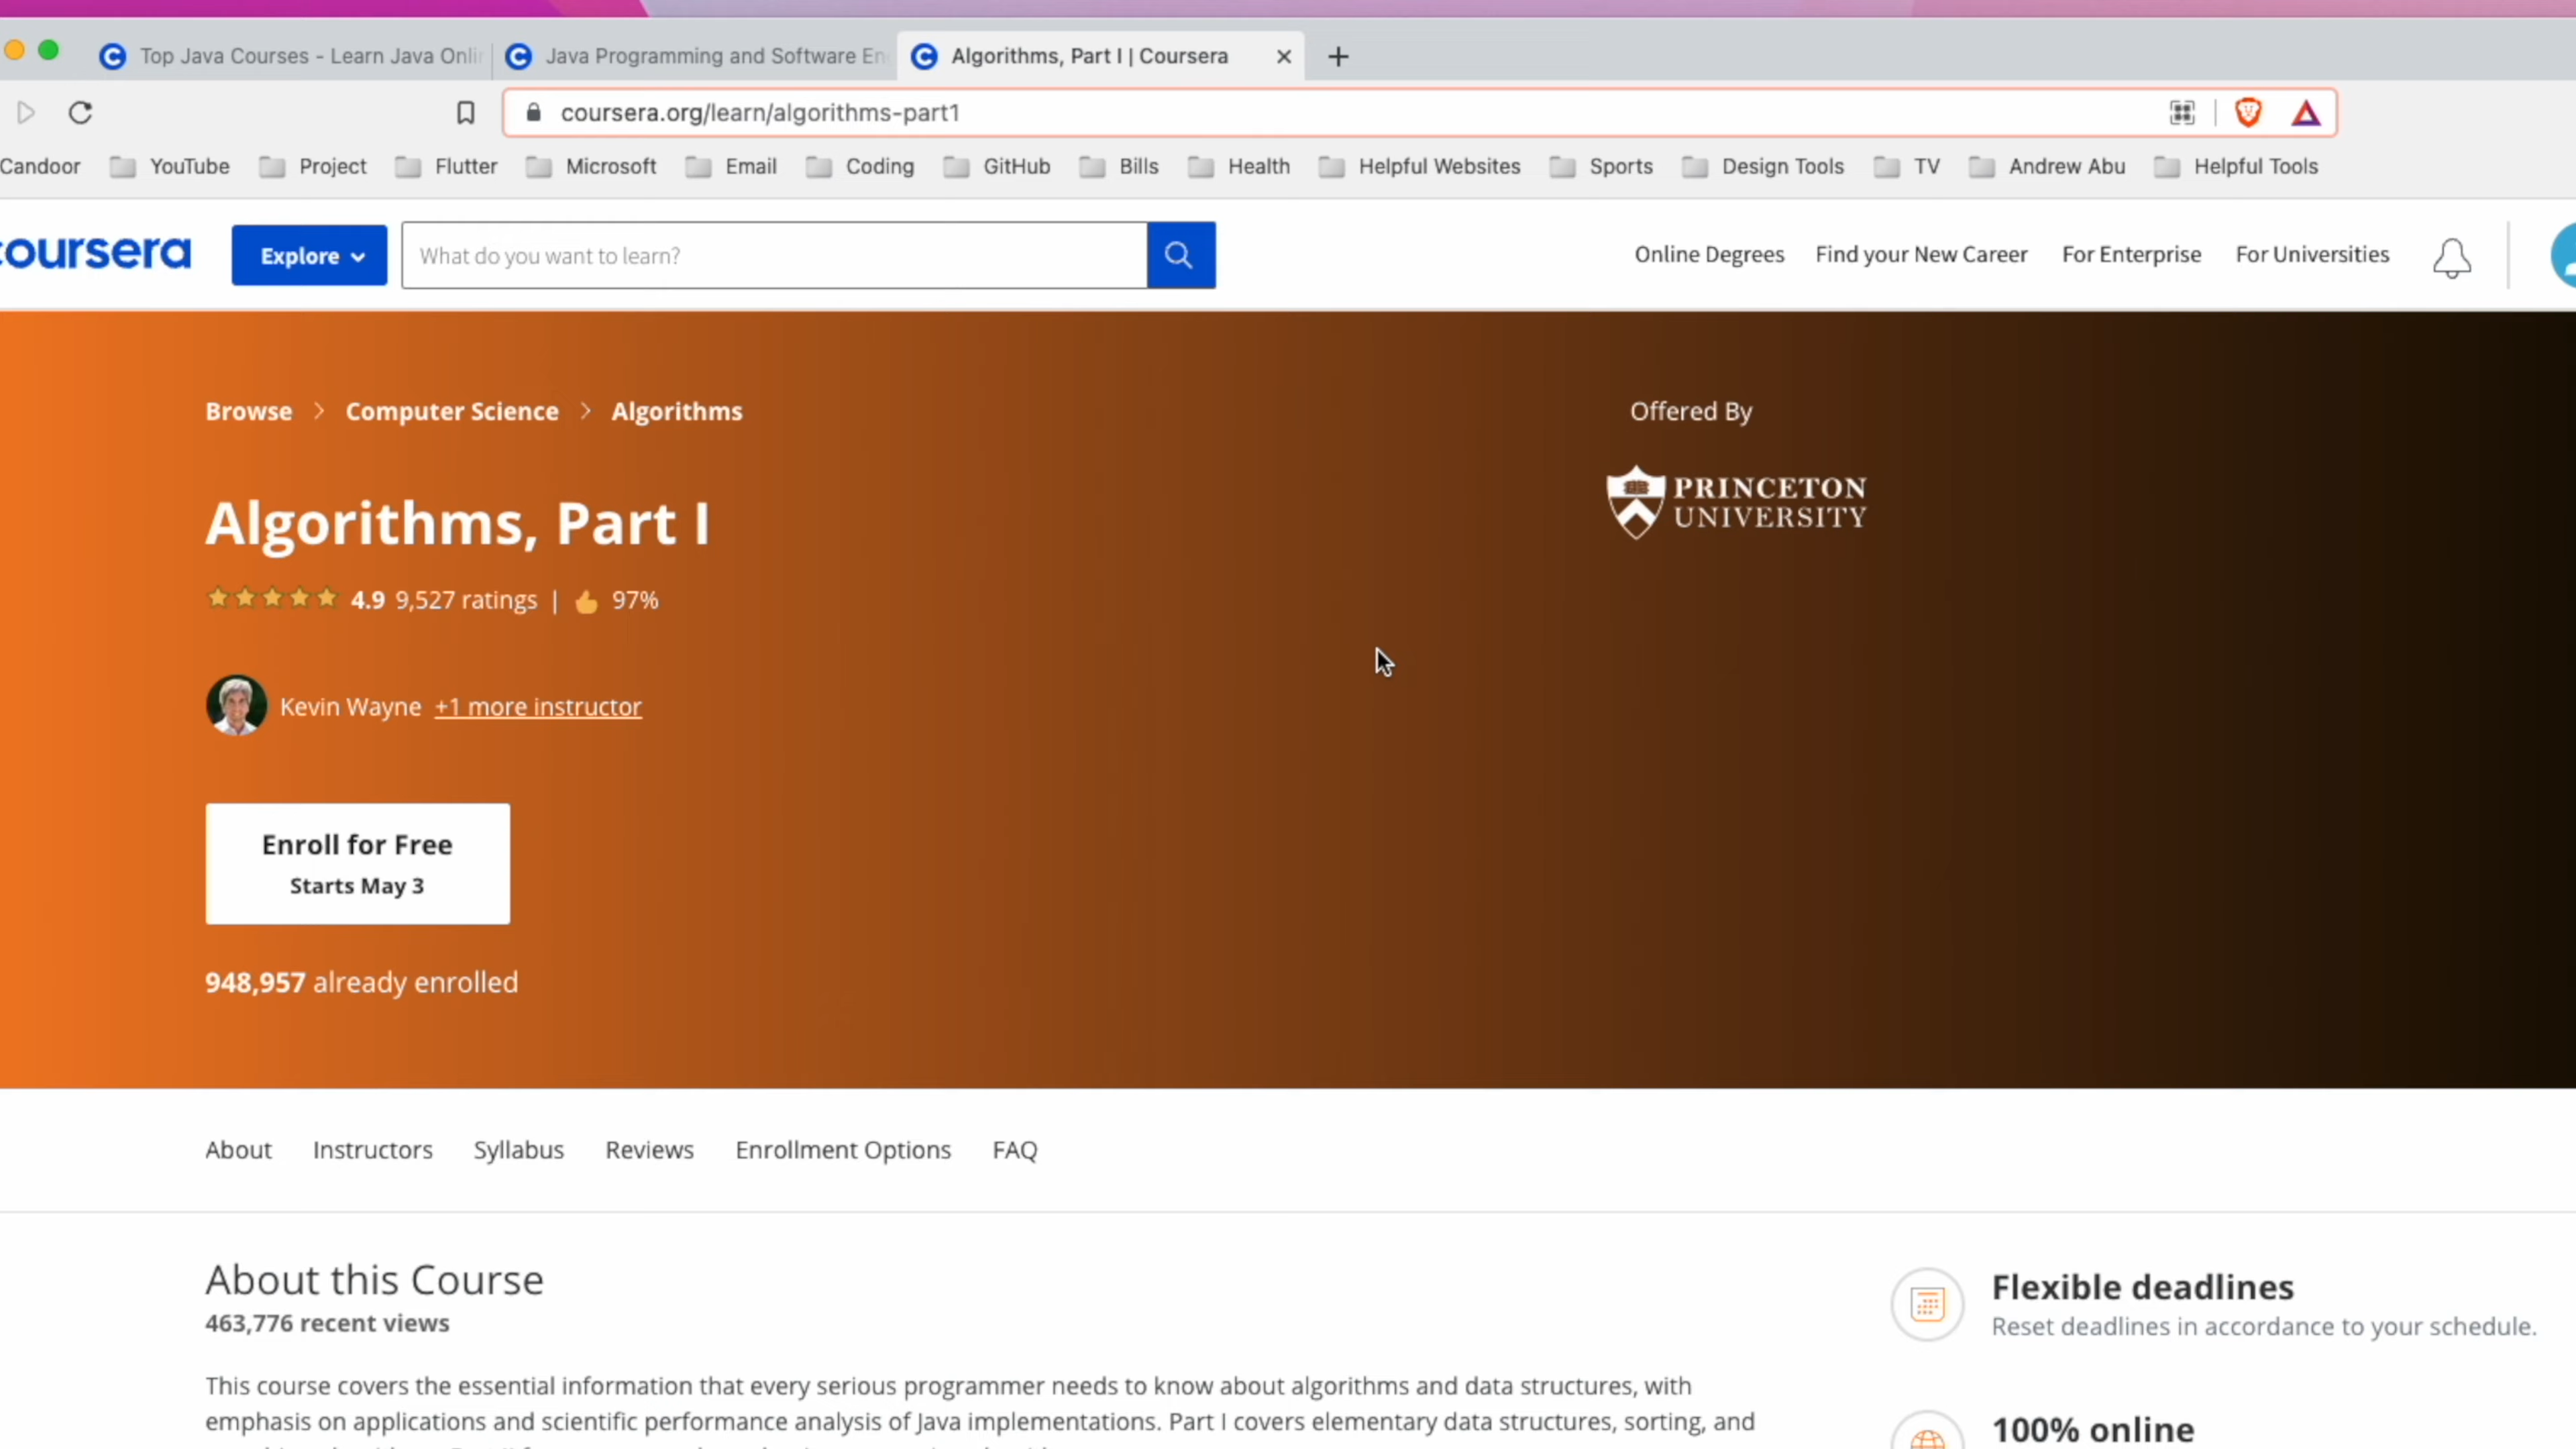 Top Java Courses - Learn Java Onli
Java Programming and Software En
Algorithms, Part I | Coursera
coursera.org/learn/algorithms-part1
Candoor YouTube Project Flutter Microsoft Email Coding GitHub Bills Health Helpful Websites Sports Design Tools TV Andrew Abu Helpful Tools
coursera Explore What do you want to learn? Online Degrees Find your New Career For Enterprise For Universities
Browse > Computer Science > Algorithms
Offered By
PRINCETON
UNIVERSITY
Algorithms, Part I
4.9 9,527 ratings | 97%
Kevin Wayne +1 more instructor
Enroll for Free
Starts May 3
948,957 already enrolled
About Instructors Syllabus Reviews Enrollment Options FAQ
About this Course
463,776 recent views
This course covers the essential information that every serious programmer needs to know about algorithms and data structures, with
emphasis on applications and scientific performance analysis of Java implementations. Part I covers elementary data structures, sorting, and
Flexible deadlines
Reset deadlines in accordance to your schedule.
100% online